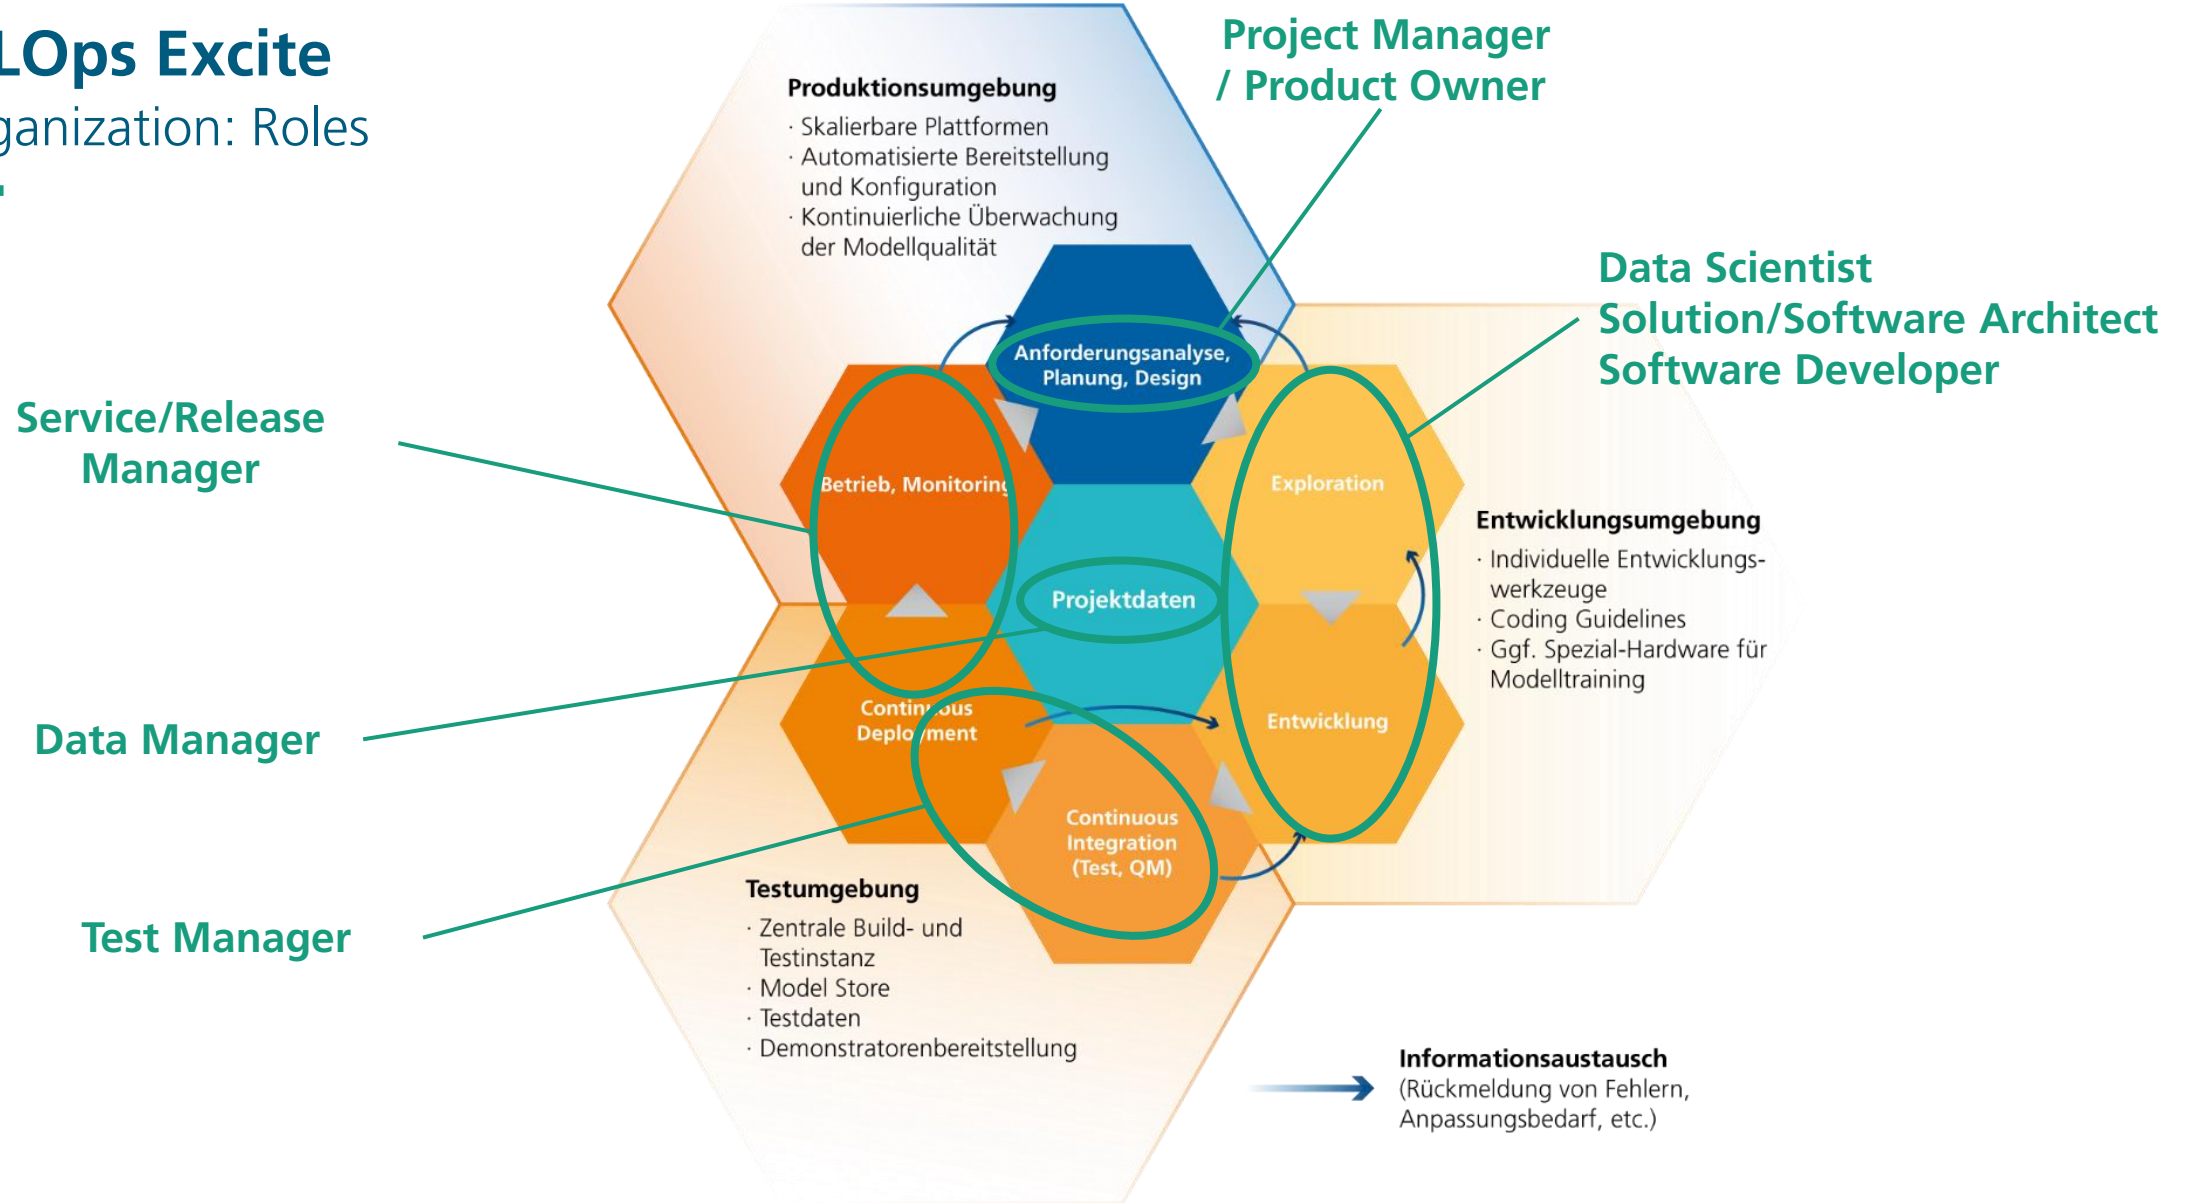 LOps Excite
ganization: Roles
Project Manager
/ Product Owner
Produktionsumgebung
· Skalierbare Plattformen
· Automatisierte Bereitstellung
und Konfiguration
· Kontinuierliche Überwachung
der Modellqualität
Data Scientist
Solution/Software Architect
Software Developer
Anforderungsanalyse,
Planung, Design
Service/Release
Manager
Betrieb, Monitoring
Exploration
Entwicklungsumgebung
· Individuelle Entwicklungs-
werkzeuge
· Coding Guidelines
· Ggf. Spezial-Hardware für
Modelltraining
Projektdaten
Data Manager
Continuous
Deployment
Entwicklung
Continuous
Integration
(Test, QM)
Test Manager
Testumgebung
· Zentrale Build- und
Testinstanz
· Model Store
· Testdaten
· Demonstratorenbereitstellung
Informationsaustausch
(Rückmeldung von Fehlern,
Anpassungsbedarf, etc.)